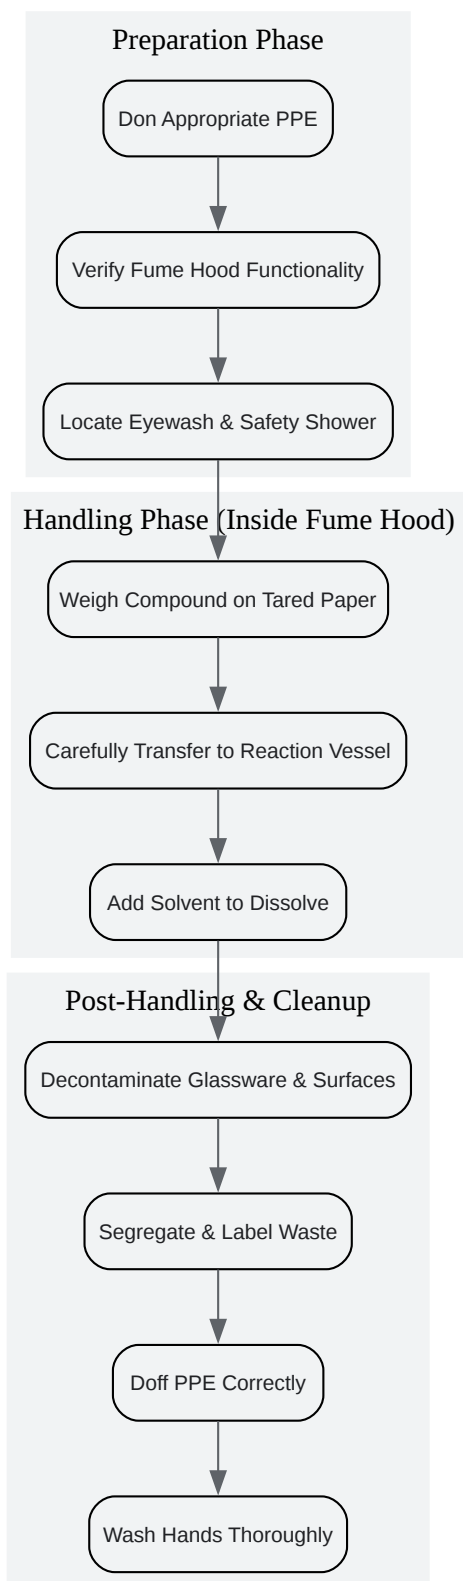 Preparation Phase
Don Appropriate PPE
Verify Fume Hood Functionality
Locate Eyewash & Safety Shower
Handling Phase (Inside Fume Hood)
Weigh Compound on Tared Paper
Carefully Transfer to Reaction Vessel
Add Solvent to Dissolve
Post-Handling & Cleanup
Decontaminate Glassware & Surfaces
Segregate & Label Waste
Doff PPE Correctly
Wash Hands Thoroughly